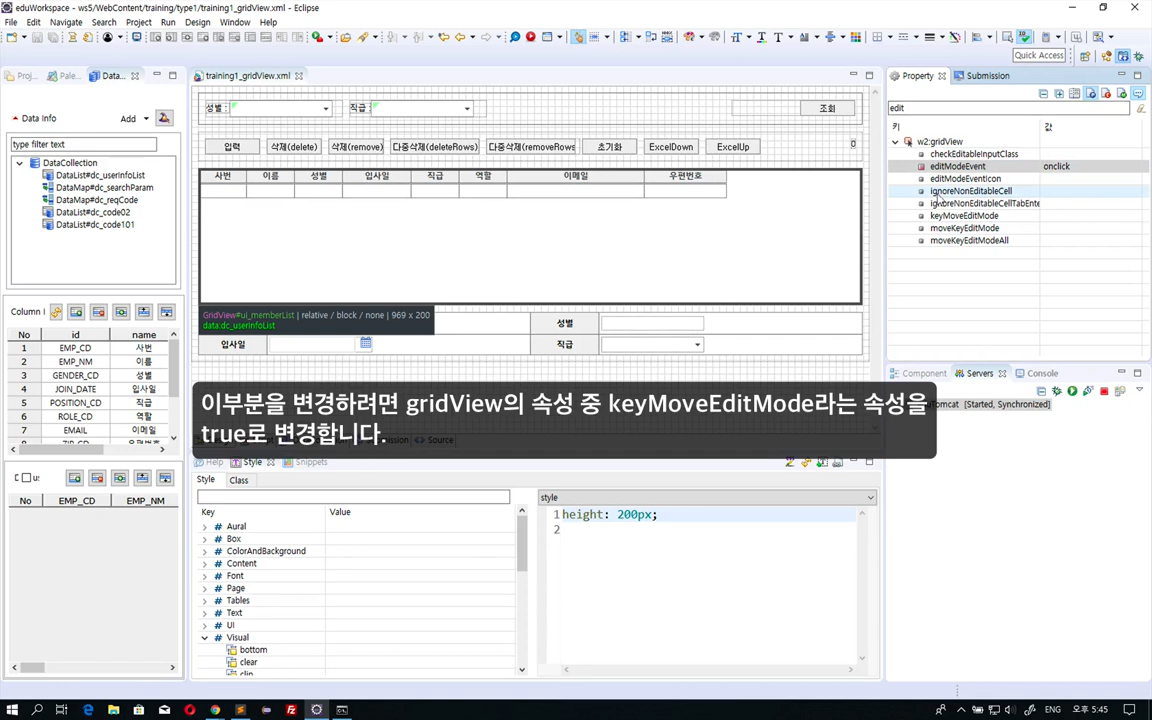 eduWorkspace - ws5/WebContent/training/type1/training1_gridView.xml - Eclipse
File Edit Navigate Search Project Run Design Window Help
Quick Access
Proj...
Pale...
Data...
Data Info
Add
type filter text
DataCollection
DataList#dc_userInfoList
DataMap#dc_searchParam
DataMap#dc_reqCode
DataList#dc_code02
DataList#dc_code101
Column I
No id name
1 EMP_CD 사번
2 EMP_NM 이름
3 GENDER_CD 성별
4 JOIN_DATE 입사일
5 POSITION_CD 직급
6 ROLE_CD 역할
7 EMAIL 이메일
No EMP_CD EMP_NM
training1_gridView.xml
성별 :
직급 :
조회
입력 삭제(delete) 삭제(remove) 다중삭제(deleteRows) 다중삭제(removeRows 초기화 ExcelDown ExcelUp 0
사번 이름 성별 입사일 직급 역할 이메일 우편번호
GridView#ui_memberList | relative / block / none | 969 x 200
data:dc_userInfoList
성별
입사일
직급
이부분을 변경하려면 gridView의 속성 중 keyMoveEditMode라는 속성을
true로 변경합니다.
Source
Help Style Snippets
Style Class
Key Value
Aural
Box
ColorAndBackground
Content
Font
Page
Tables
Text
UI
Visual
bottom
clear
clip
style
1 height: 200px;
2
Property Submission
edit
키 값
w2:gridView
checkEditableInputClass
editModeEvent onclick
editModeEventIcon
ignoreNonEditableCell
ignoreNonEditableCellTabEnte
keyMoveEditMode
moveKeyEditMode
moveKeyEditModeAll
Component Servers Console
Tomcat [Started, Synchronized]
ENG
오후 5:45